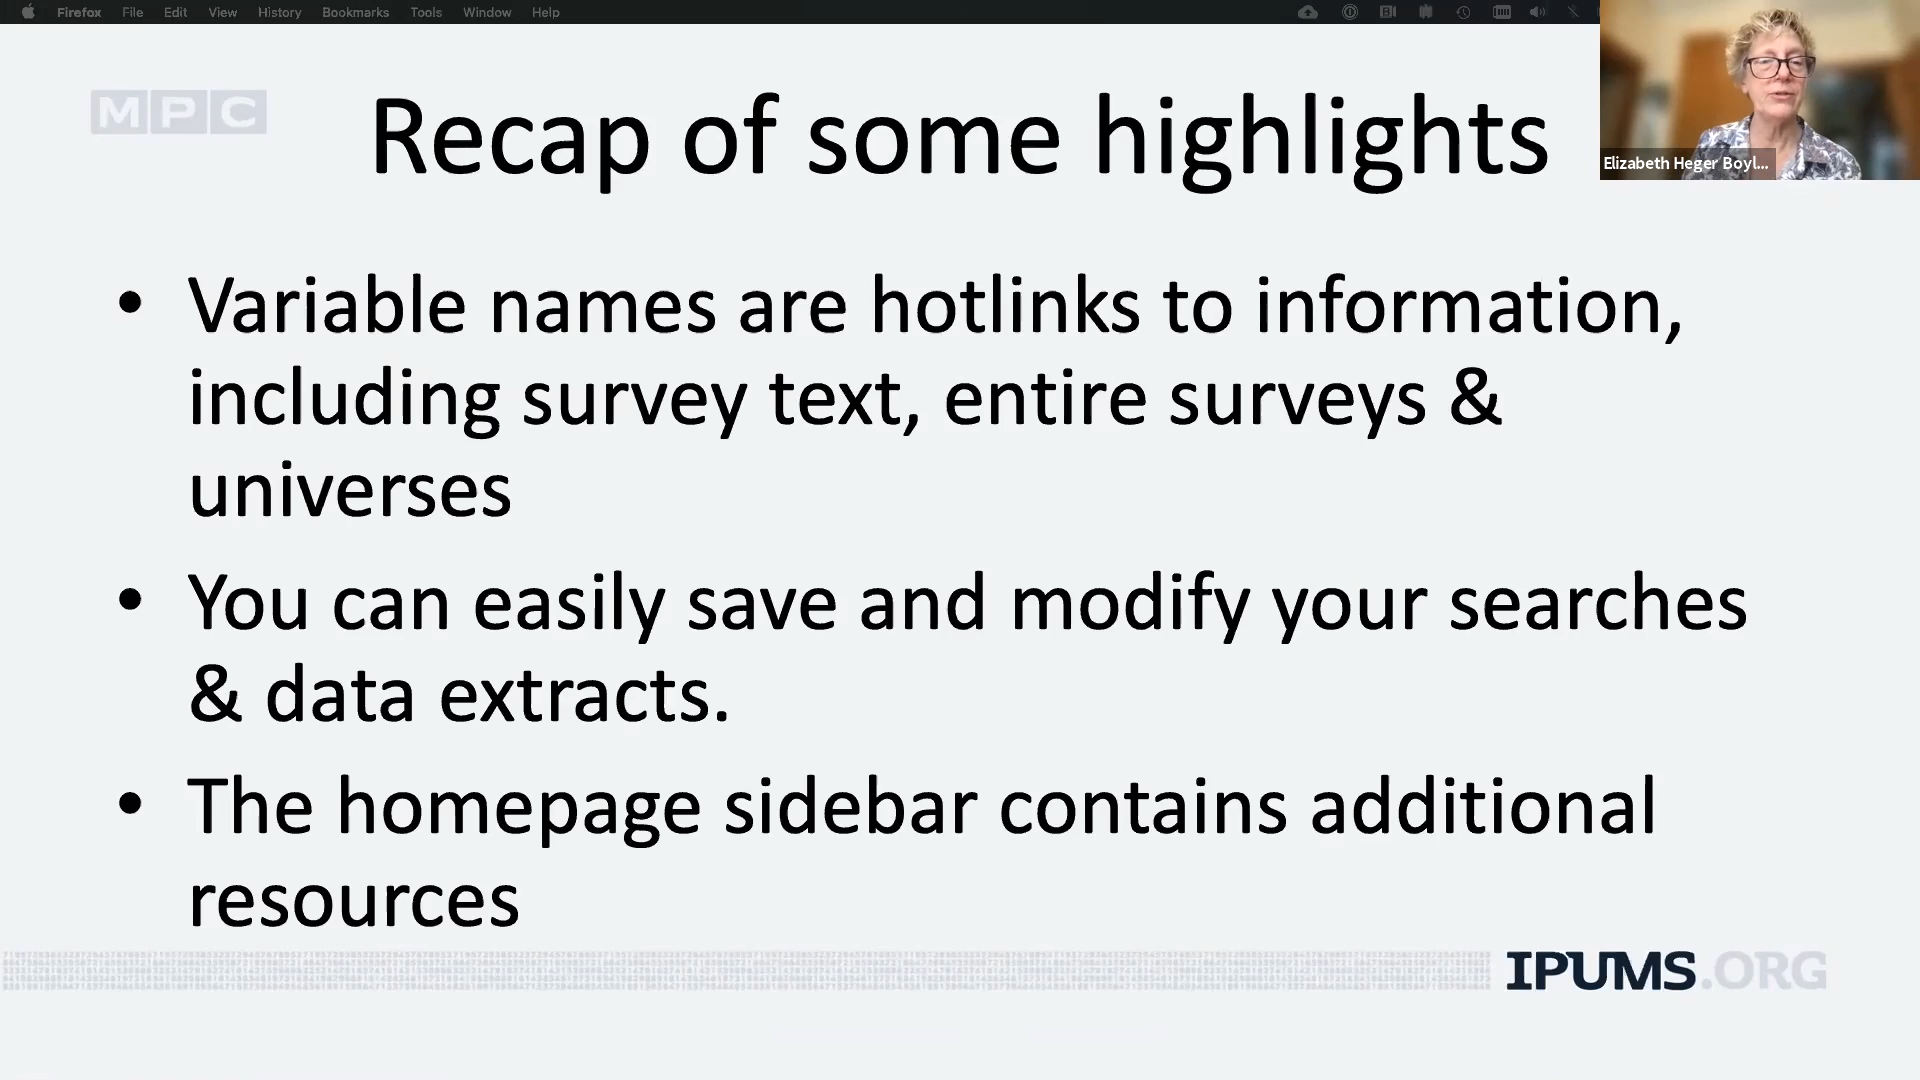 Firefox File Edit View History Bookmarks Tools Window Help
MPC
Recap of some highlights
Elizabeth Heger Boyl...
• Variable names are hotlinks to information,
including survey text, entire surveys &
universes
• You can easily save and modify your searches
& data extracts.
• The homepage sidebar contains additional
resources
IPUMS.ORG